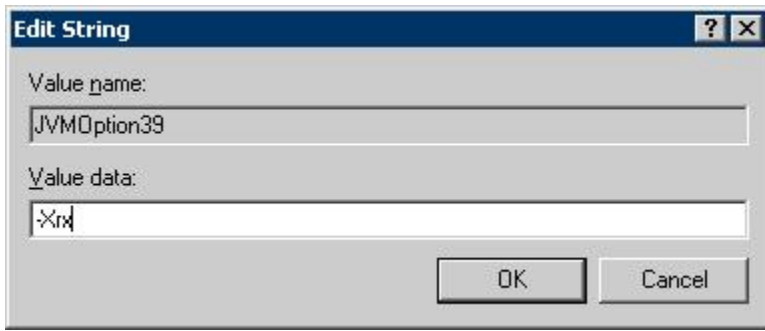 Edit String
Value name:
JVMOption39
Value data:
-Xrx
OK Cancel